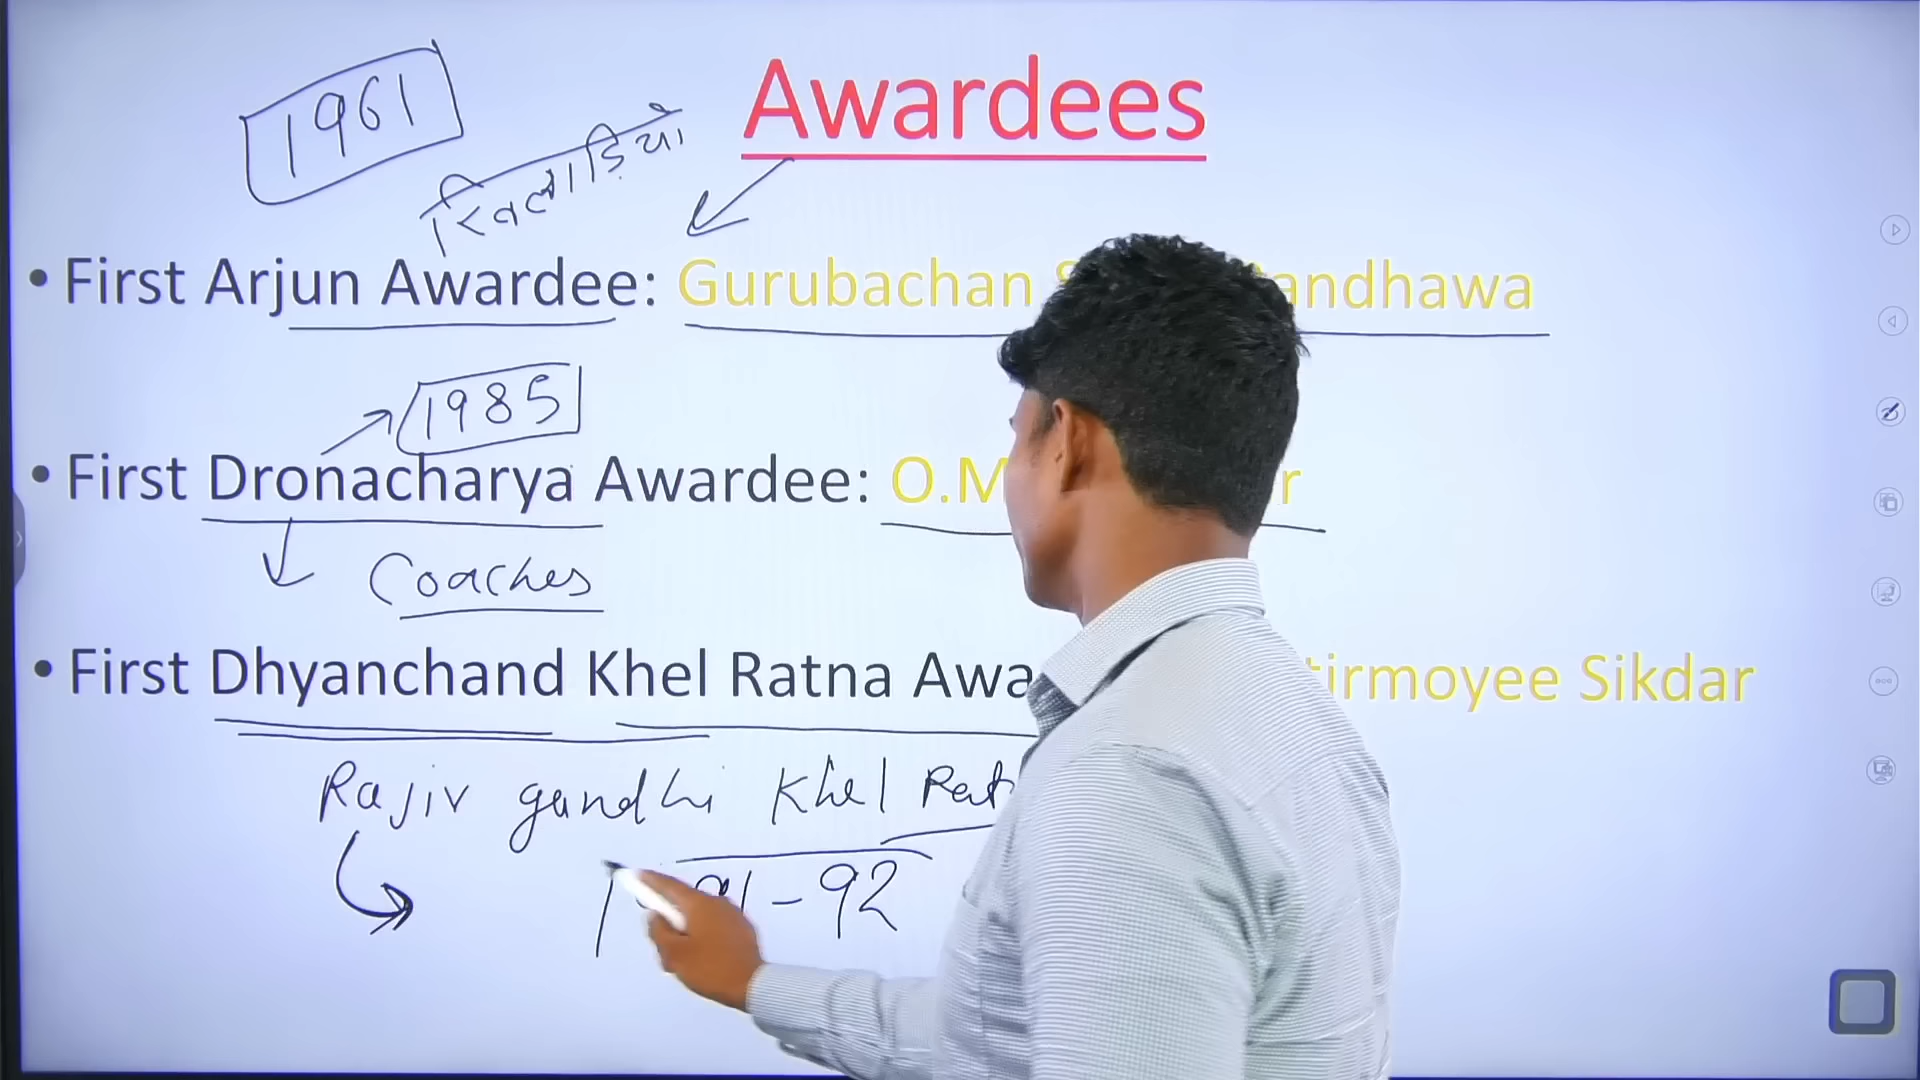 Awardees
1961
खिलाडियो
• First Arjun Awardee: Gurubachan andhawa
1985
• First Dronacharya Awardee: O.M r
Coaches
• First Dhyanchand Khel Ratna Awa tirmoyee Sikdar
Rajiv gandhi Khel Rat
91-92